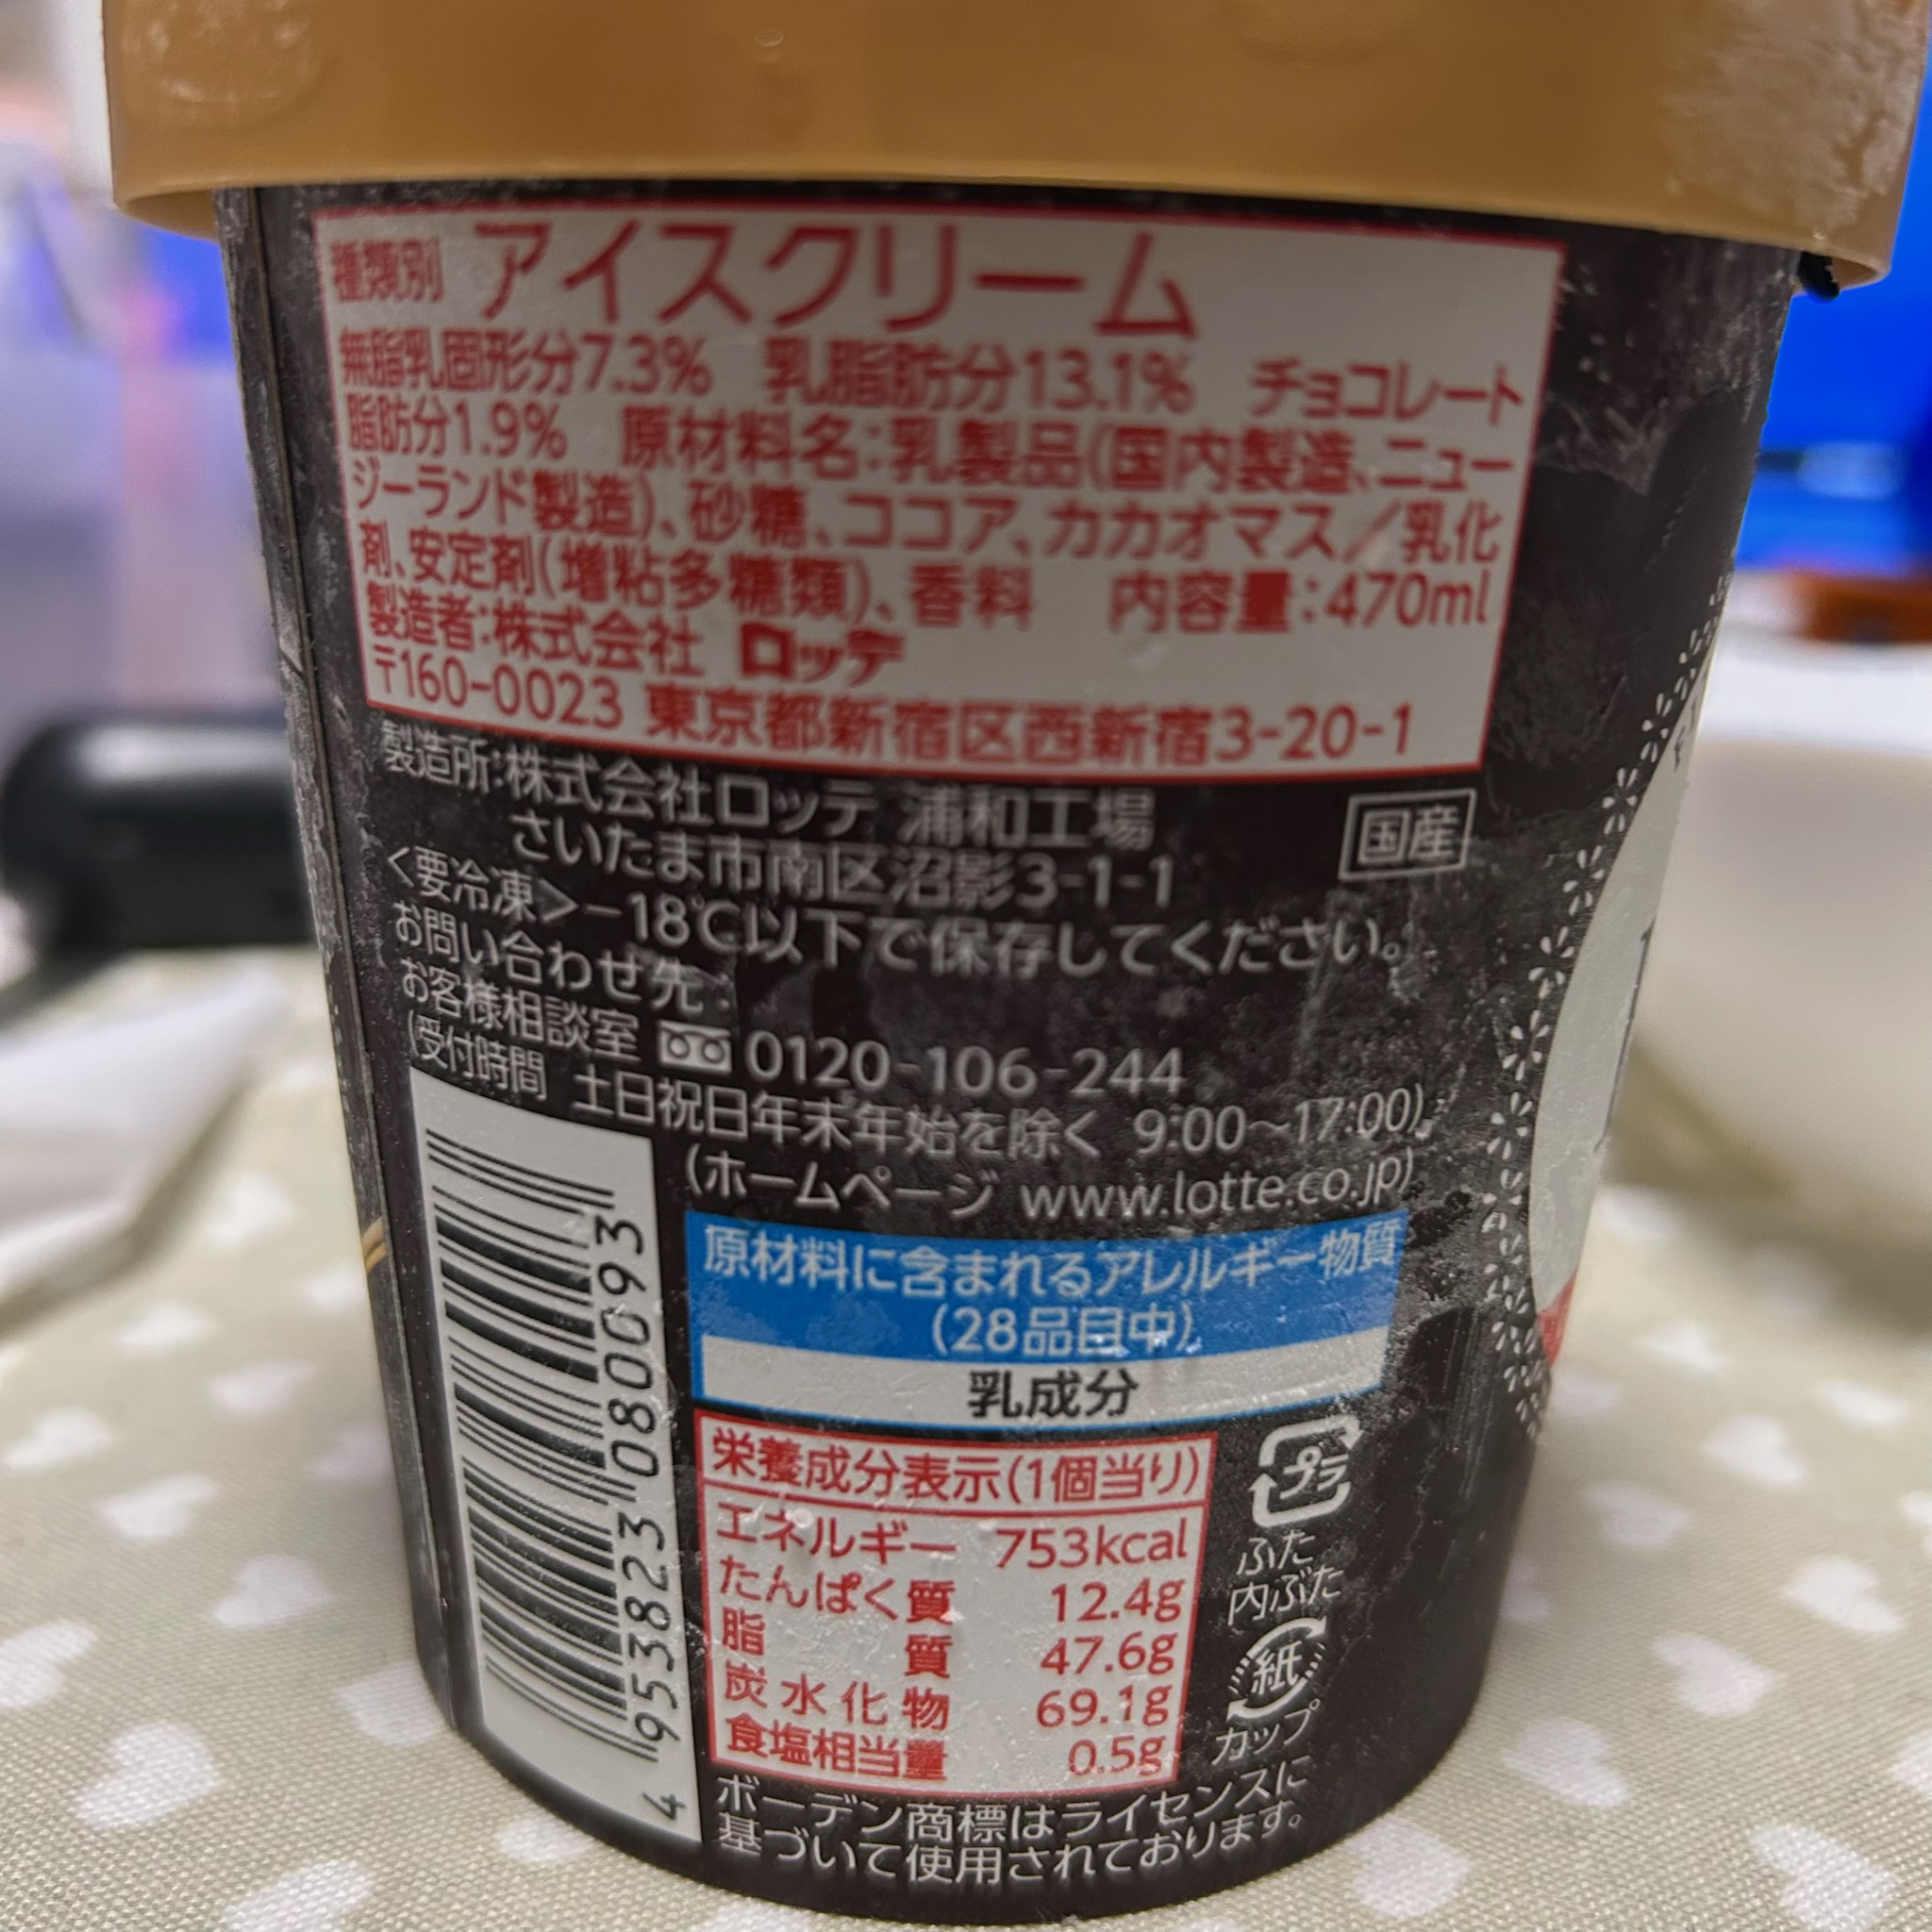 種類別 アイスクリーム
無脂乳固形分7.3% 乳脂肪分13.1% チョコレート
脂肪分1.9% 原材料名:乳製品(国内製造、ニュー
ジーランド製造)、砂糖、ココア、カカオマス/乳化
剤、安定剤(増粘多糖類)、香料 内容量:470ml
製造者:株式会社 ロッテ
〒160-0023 東京都新宿区西新宿3-20-1
製造所:株式会社ロッテ 浦和工場
さいたま市南区沼影3-1-1
国産
<要冷凍>-18℃以下で保存してください。
お問い合わせ先:
お客様相談室 0120-106-244
(受付時間 土日祝日年末年始を除く 9:00~17:00)
(ホームページ www.lotte.co.jp)
原材料に含まれるアレルギー物質
(28品目中)
乳成分
栄養成分表示(1個当り)
エネルギー 753kcal
たんぱく質 12.4g
脂質 47.6g
炭水化物 69.1g
食塩相当量 0.5g
プラ
ふた
内ぶた
紙
カップ
ボーデン商標はライセンスに
基づいて使用されております。
4 953823 080093